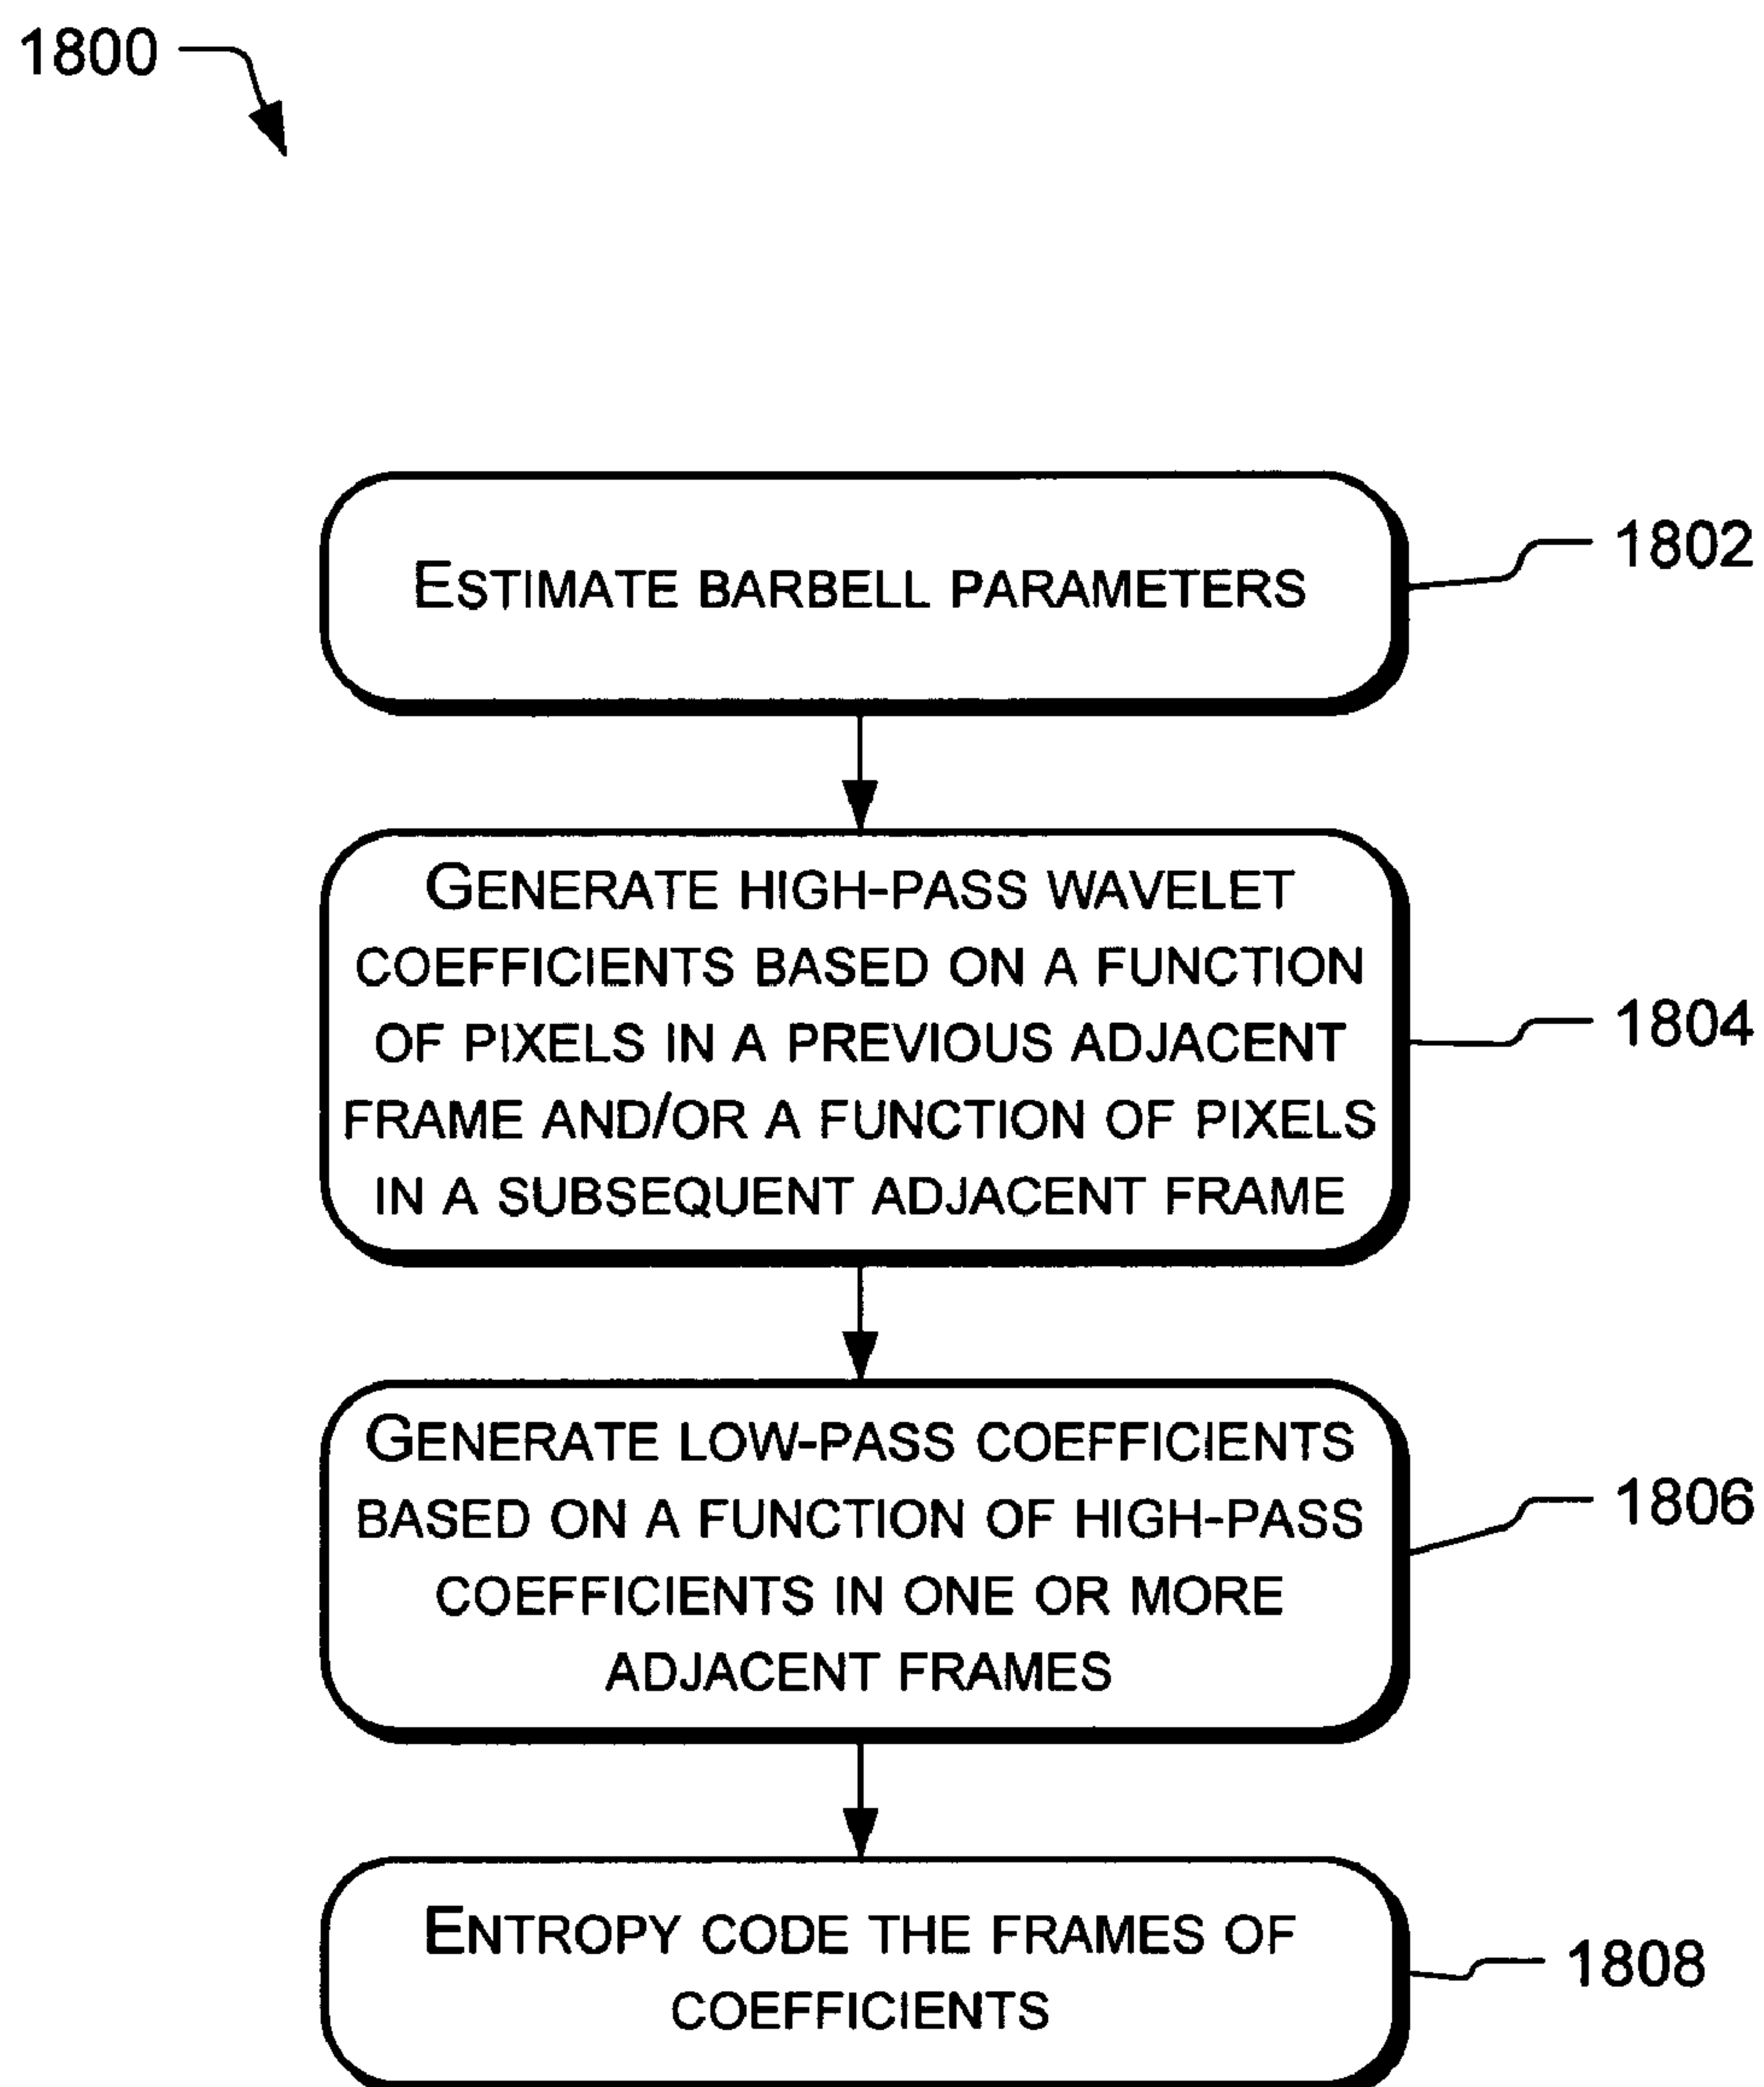 1800
ESTIMATE BARBELL PARAMETERS
1802
GENERATE HIGH-PASS WAVELET
COEFFICIENTS BASED ON A FUNCTION
OF PIXELS IN A PREVIOUS ADJACENT
FRAME AND/OR A FUNCTION OF PIXELS
IN A SUBSEQUENT ADJACENT FRAME
1804
GENERATE LOW-PASS COEFFICIENTS
BASED ON A FUNCTION OF HIGH-PASS
COEFFICIENTS IN ONE OR MORE
ADJACENT FRAMES
1806
ENTROPY CODE THE FRAMES OF
COEFFICIENTS
1808